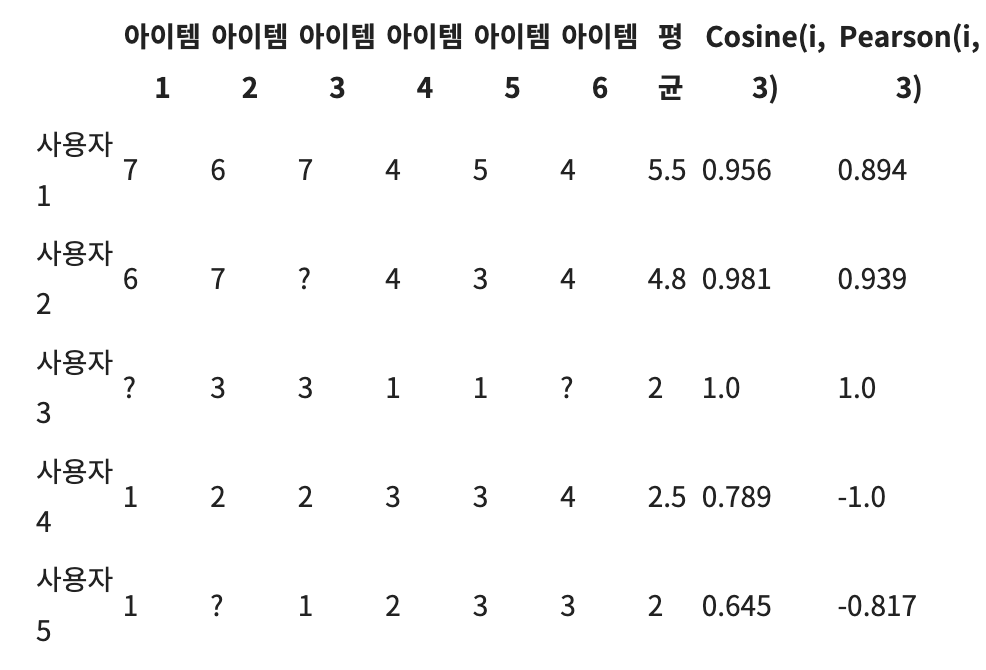 아이템 아이템 아이템 아이템 아이템 아이템 평 Cosine(i, Pearson(i,
1 2 3 4 5 6 균 3) 3)
사용자
7 6 7 4 5 4 5.5 0.956 0.894
1
사용자
6 7 ? 4 3 4 4.8 0.981 0.939
2
사용자
? 3 3 1 1 ? 2 1.0 1.0
3
사용자
1 2 2 3 3 4 2.5 0.789 -1.0
4
사용자
1 ? 1 2 3 3 2 0.645 -0.817
5